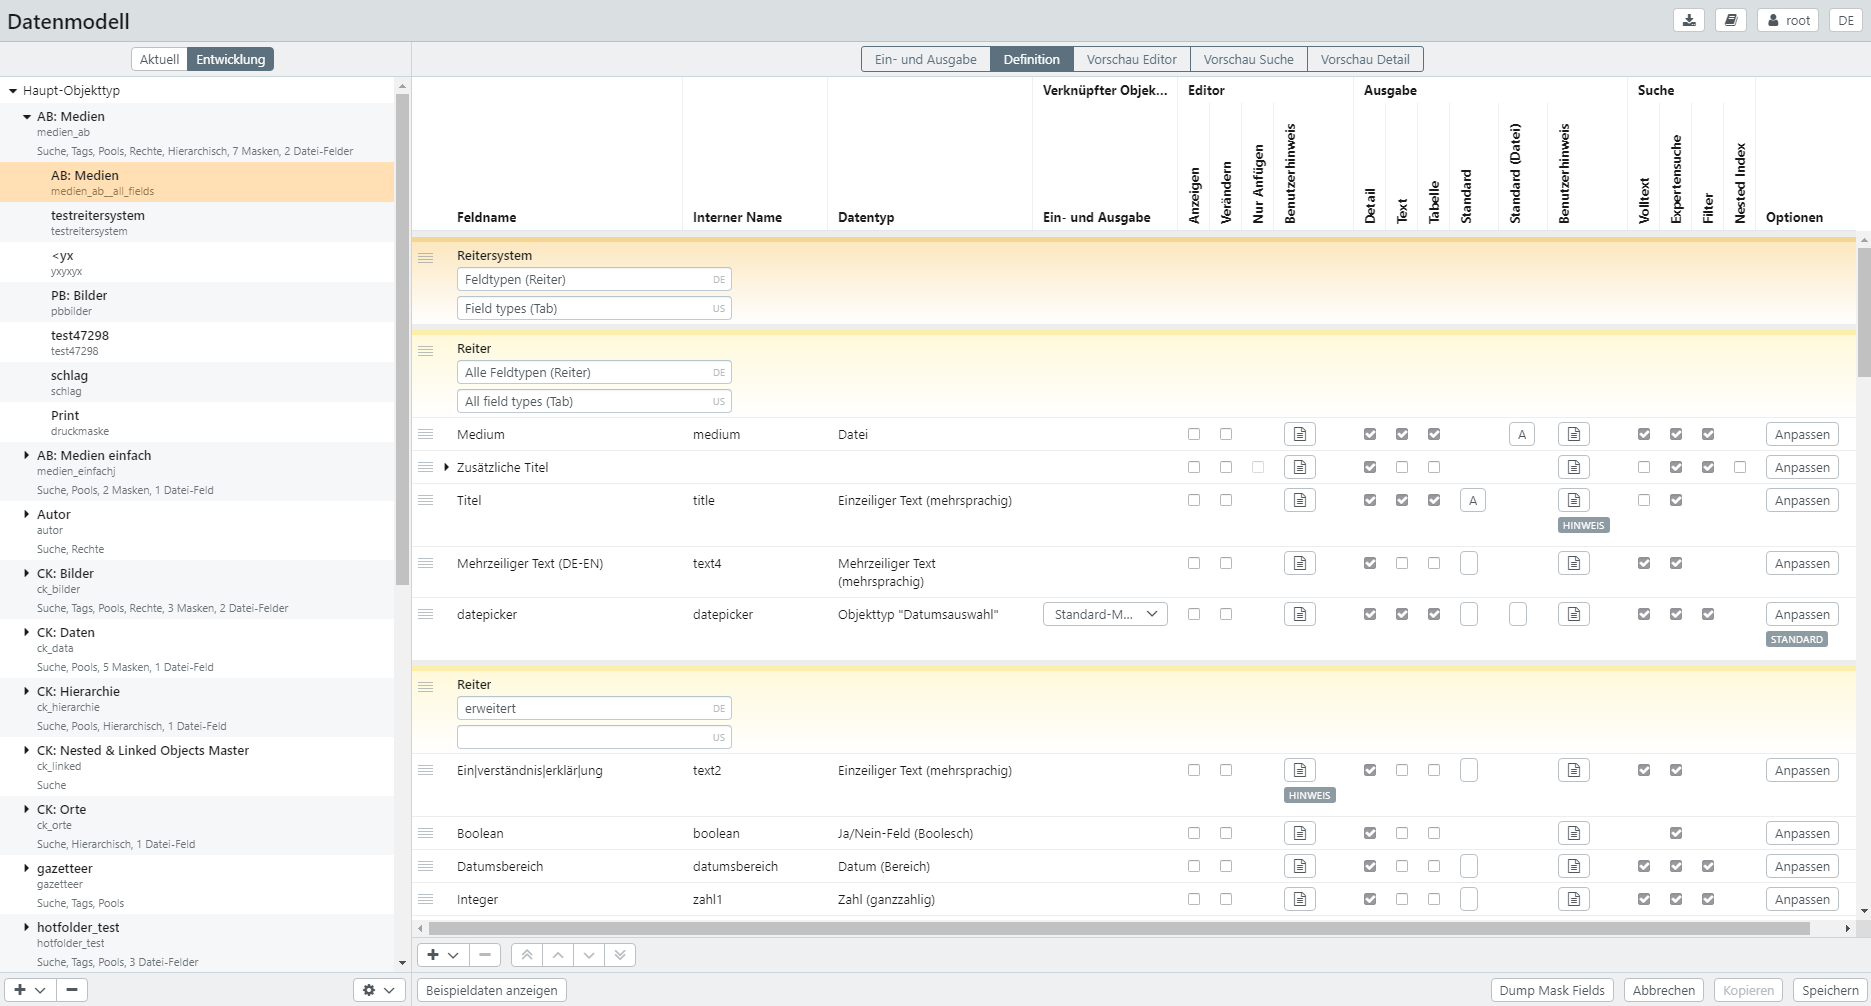 Datenmodell
root
DE
Aktuell
Entwicklung
Ein- und Ausgabe
Definition
Vorschau Editor
Vorschau Suche
Vorschau Detail
Haupt-Objekttyp
AB: Medien
medien_ab
Suche, Tags, Pools, Rechte, Hierarchisch, 7 Masken, 2 Datei-Felder
AB: Medien
medien_ab__all_fields
testreitersystem
testreitersystem
<yx
yxyxyx
PB: Bilder
pbbilder
test47298
test47298
schlag
schlag
Print
druckmaske
AB: Medien einfach
medien_einfachj
Suche, Pools, 2 Masken, 1 Datei-Feld
Autor
autor
Suche, Rechte
CK: Bilder
ck_bilder
Suche, Tags, Pools, Rechte, 3 Masken, 2 Datei-Felder
CK: Daten
ck_data
Suche, Pools, 5 Masken, 1 Datei-Feld
CK: Hierarchie
ck_hierarchie
Suche, Pools, Hierarchisch, 1 Datei-Feld
CK: Nested & Linked Objects Master
ck_linked
Suche
CK: Orte
ck_orte
Suche, Hierarchisch, 1 Datei-Feld
gazetteer
gazetteer
Suche, Tags, Pools
hotfolder_test
hotfolder_test
Suche, Tags, Pools, 3 Datei-Felder
Verknüpfter Objek...
Editor
Ausgabe
Suche
Feldname
Interner Name
Datentyp
Ein- und Ausgabe
Anzeigen
Verändern
Nur Anfügen
Benutzerhinweis
Detail
Text
Tabelle
Standard
Standard (Datei)
Benutzerhinweis
Volltext
Expertensuche
Filter
Nested Index
Optionen
Reitersystem
Feldtypen (Reiter) DE
Field types (Tab) US
Reiter
Alle Feldtypen (Reiter) DE
All field types (Tab) US
Medium medium Datei A Anpassen
Zusätzliche Titel Anpassen
Titel title Einzeiliger Text (mehrsprachig) A Anpassen
HINWEIS
Mehrzeiliger Text (DE-EN) text4 Mehrzeiliger Text Anpassen
(mehrsprachig)
datepicker datepicker Objekttyp "Datumsauswahl" Standard-M... Anpassen
STANDARD
Reiter
erweitert DE
US
Ein|verständnis|erklär|ung text2 Einzeiliger Text (mehrsprachig) Anpassen
HINWEIS
Boolean boolean Ja/Nein-Feld (Boolesch) Anpassen
Datumsbereich datumsbereich Datum (Bereich) Anpassen
Integer zahl1 Zahl (ganzzahlig) Anpassen
Beispieldaten anzeigen
Dump Mask Fields
Abbrechen
Kopieren
Speichern